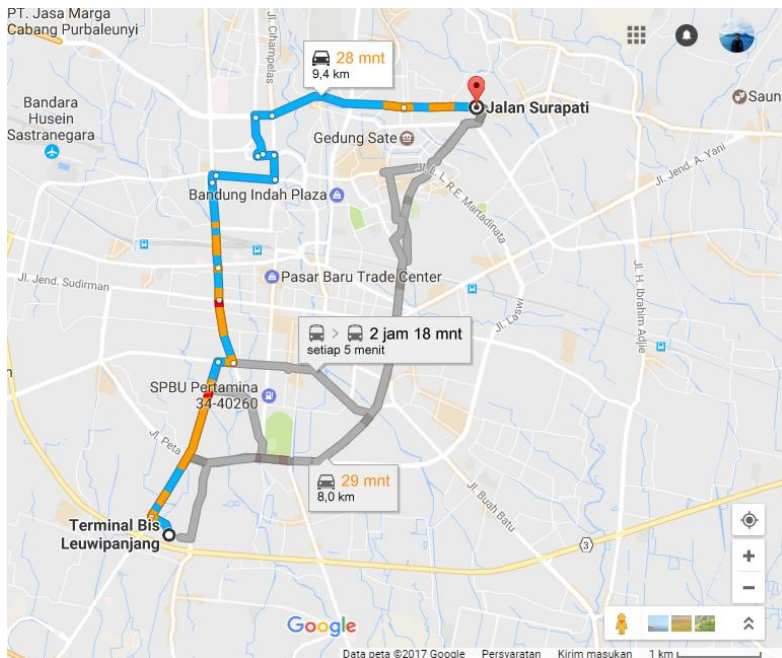 PT. Jasa Marga
Cabang Purbaleunyi
Jl. Cihampelas
28 mnt
9,4 km
Jalan Surapati
Saun
Bandara
Husein
Sastranegara
Gedung Sate
Jl. Jend. A. Yani
Jl. L. L. R.E. Martadinata
Bandung Indah Plaza
Pasar Baru Trade Center
Jl. Jend. Sudirman
Jl. H. Ibrahim Adjie
Jl. Laswi
2 jam 18 mnt
setiap 5 menit
SPBU Pertamina
34-40260
Jl. Peta
29 mnt
8,0 km
Jl. Buah Batu
Terminal Bis
Leuwipanjang
3
Google
Data peta ©2017 Google Persyaratan Kirim masukan 1 km